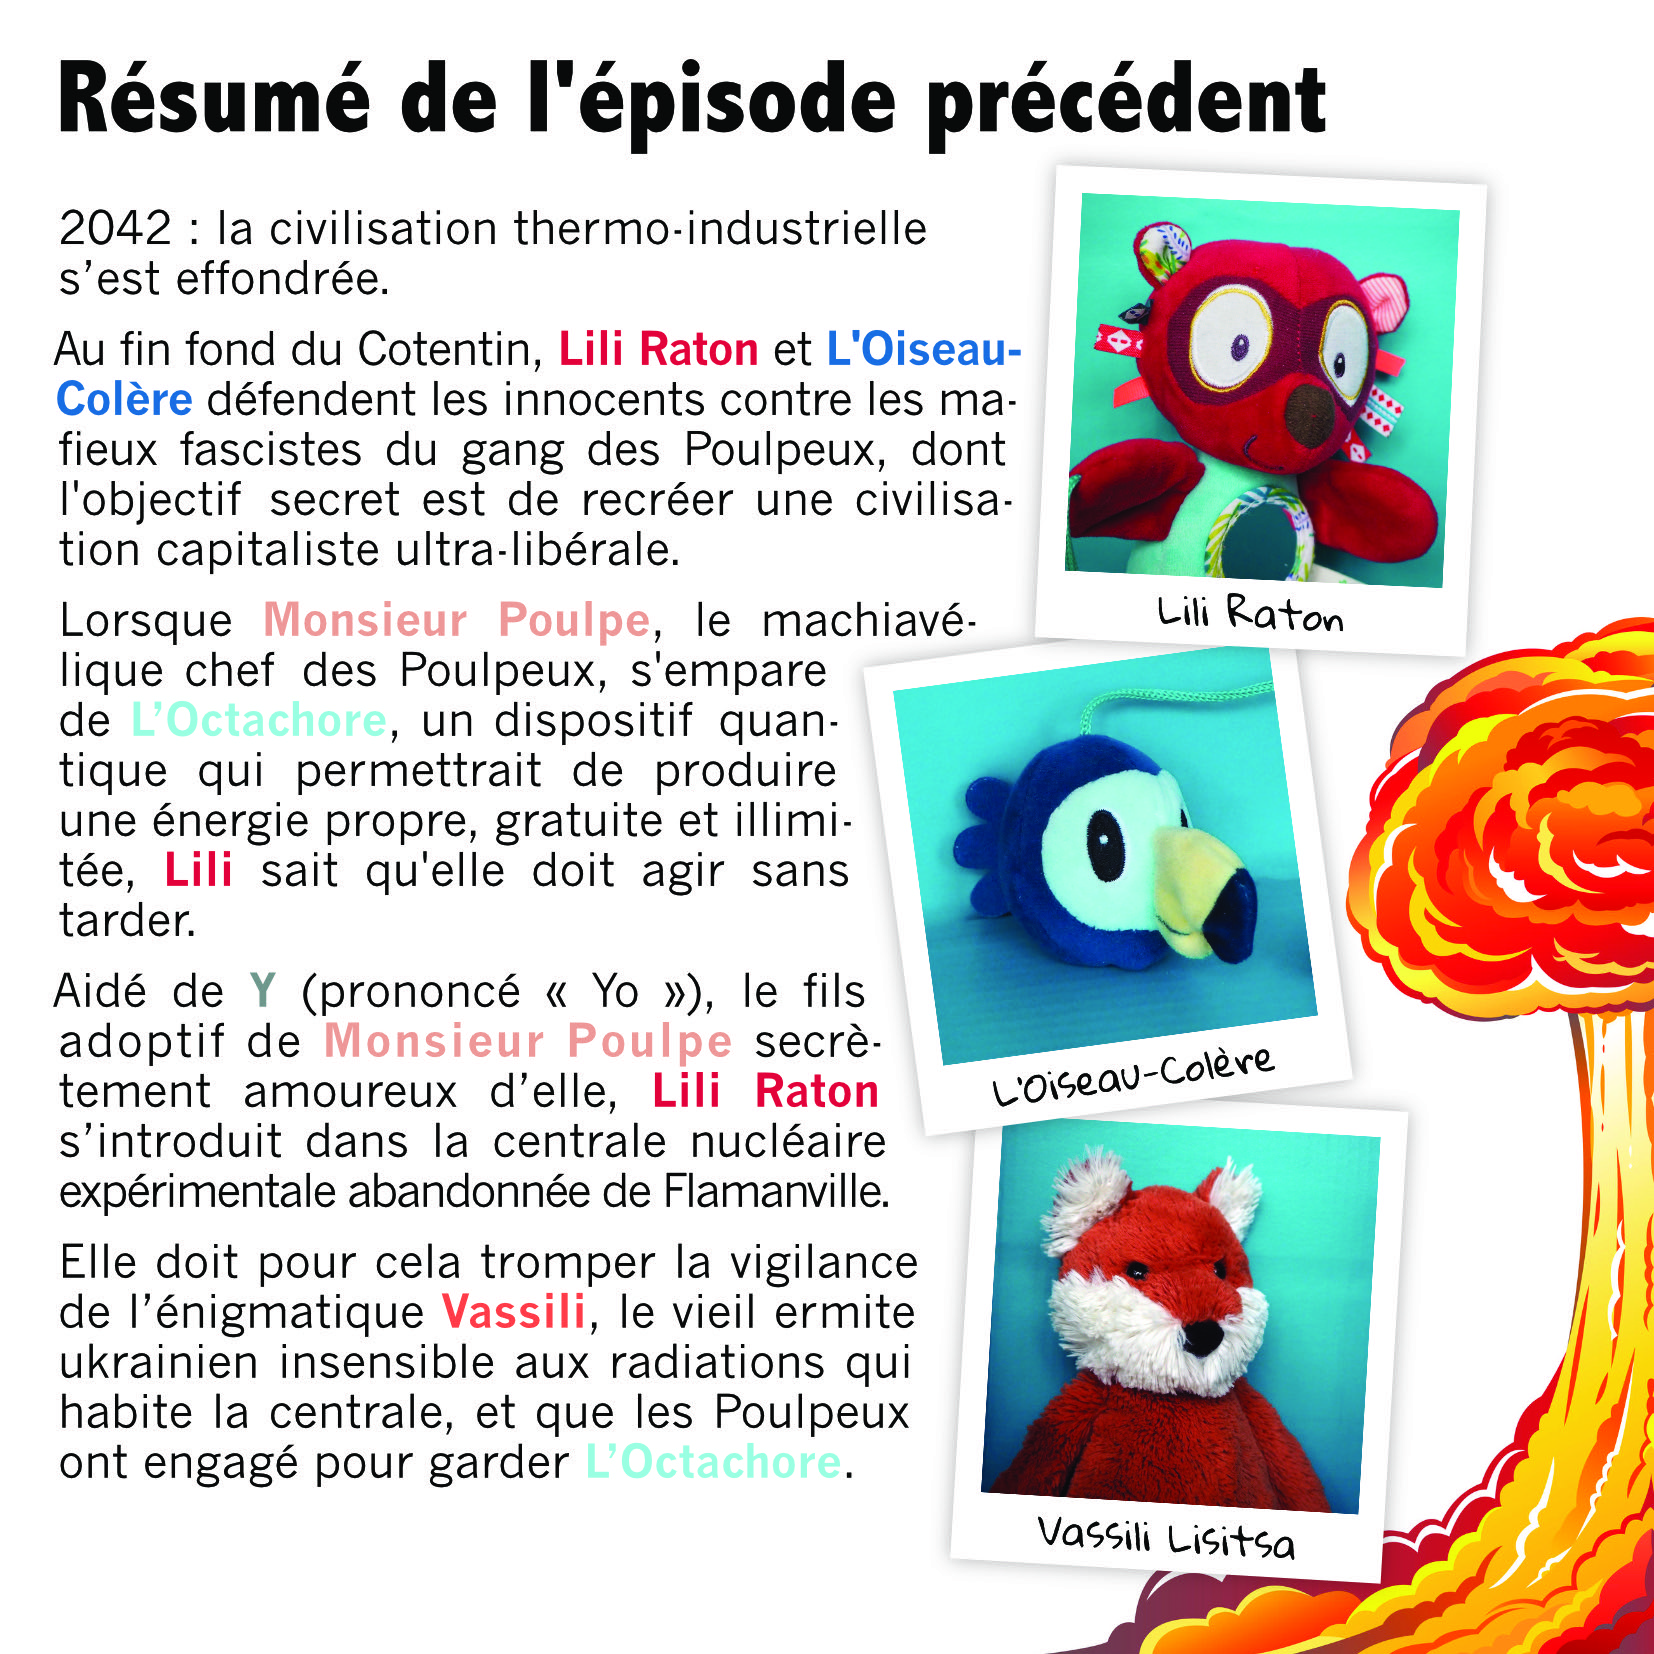 Résumé de l'épisode précédent
2042 : la civilisation thermo-industrielle
s’est effondrée.
Au fin fond du Cotentin, Lili Raton et L'Oiseau-
Colère défendent les innocents contre les ma-
fieux fascistes du gang des Poulpeux, dont
l'objectif secret est de recréer une civilisa-
tion capitaliste ultra-libérale.
Lorsque Monsieur Poulpe, le machiavé-
lique chef des Poulpeux, s'empare
de L’Octachore, un dispositif quan-
tique qui permettrait de produire
une énergie propre, gratuite et illimi-
tée, Lili sait qu'elle doit agir sans
tarder.
Aidé de Y (prononcé « Yo »), le fils
adoptif de Monsieur Poulpe secrè-
tement amoureux d’elle, Lili Raton
s’introduit dans la centrale nucléaire
expérimentale abandonnée de Flamanville.
Elle doit pour cela tromper la vigilance
de l’énigmatique Vassili, le vieil ermite
ukrainien insensible aux radiations qui
habite la centrale, et que les Poulpeux
ont engagé pour garder L’Octachore.
Lili Raton
L'Oiseau-Colère
Vassili Lisitsa